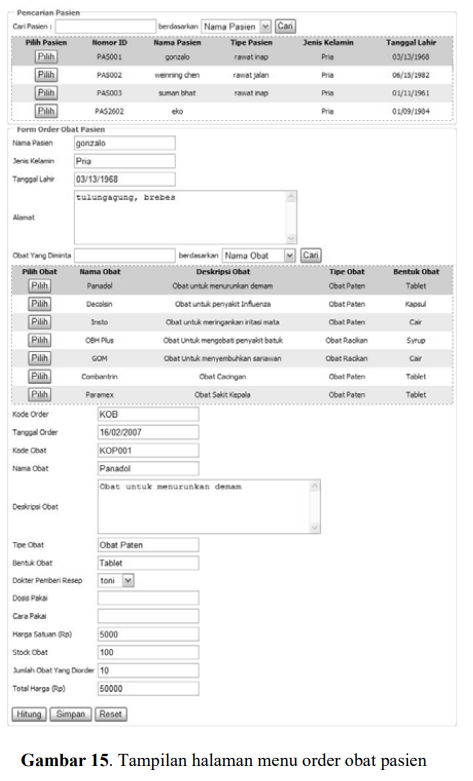 Pencarian Pasien
Cari Pasien : berdasarkan Nama Pasien Cari
Pilih Pasien Nomor ID Nama Pasien Tipe Pasien Jenis Kelamin Tanggal Lahir
Pilih PAS001 gonzalo rawat inap Pria 03/13/1968
Pilih PAS002 weinning chen rawat jalan Pria 06/15/1982
Pilih PAS003 suman bhat rawat inap Pria 01/11/1961
Pilih PAS2602 eko Pria 01/09/1984
Form Order Obat Pasien
Nama Pasien gonzalo
Jenis Kelamin Pria
Tanggal Lahir 03/13/1968
Alamat tulungagung, brebes
Obat Yang Diminta berdasarkan Nama Obat Cari
Pilih Obat Nama Obat Deskripsi Obat Tipe Obat Bentuk Obat
Pilih Panadol Obat untuk menurunkan demam Obat Paten Tablet
Pilih Decolsin Obat untuk penyakit Influenza Obat Paten Kapsul
Pilih Insto Obat untuk meringankan iritasi mata Obat Paten Cair
Pilih OBH Plus Obat Untuk mengobati penyakit batuk Obat Racikan Syrup
Pilih GOM Obat Untuk menyembuhkan sariawan Obat Racikan Cair
Pilih Combantrin Obat Cacingan Obat Paten Tablet
Pilih Paramex Obat Sakit Kepala Obat Paten Tablet
Kode Order KOB
Tanggal Order 16/02/2007
Kode Obat KOP001
Nama Obat Panadol
Deskripsi Obat Obat untuk menurunkan demam
Tipe Obat Obat Paten
Bentuk Obat Tablet
Dokter Pemberi Resep toni
Dosis Pakai
Cara Pakai
Harga Satuan (Rp) 5000
Stock Obat 100
Jumlah Obat Yang Diorder 10
Total Harga (Rp) 50000
Hitung Simpan Reset
Gambar 15. Tampilan halaman menu order obat pasien